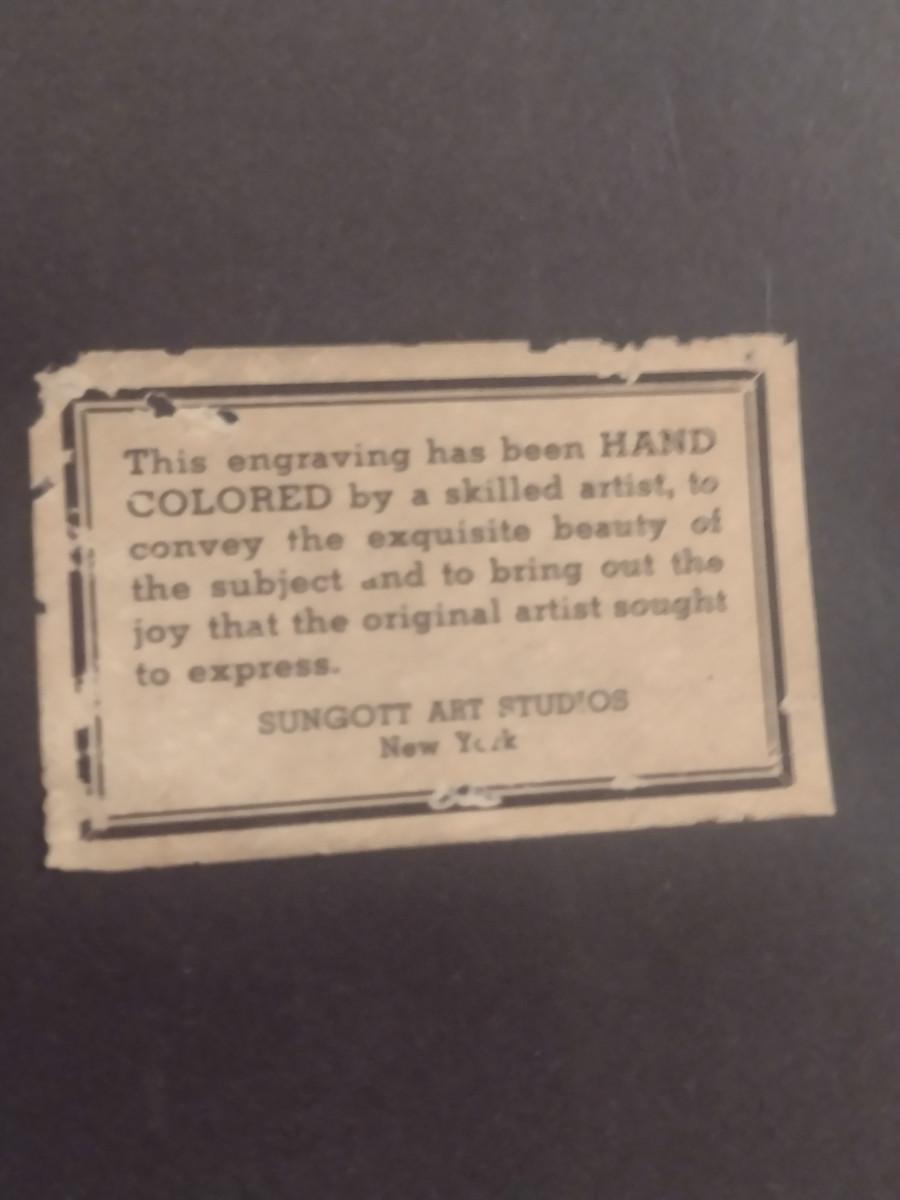 This engraving has been HAND
COLORED by a skilled artist, to
convey the exquisite beauty of
the subject and to bring out the
joy that the original artist sought
to express.
SUNGOTT ART STUDIOS
New York